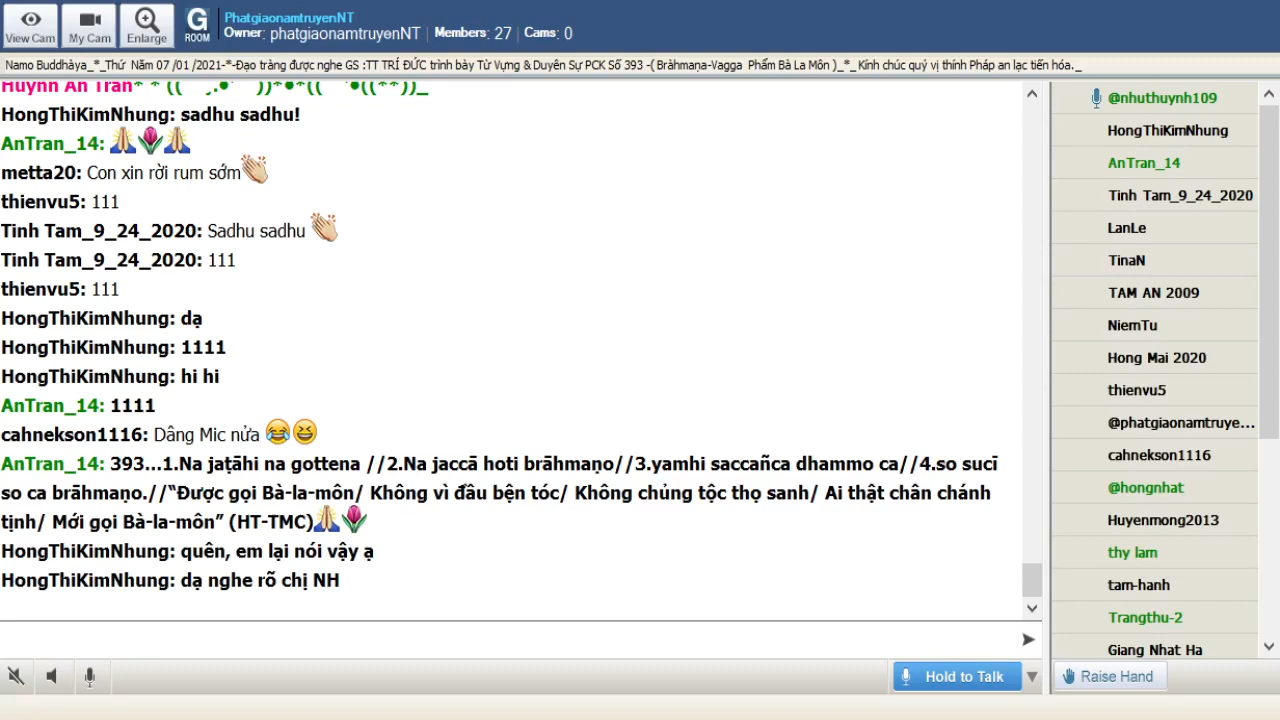 View Cam
My Cam
Enlarge
G
ROOM
PhatgiaonamtruyenNT
Owner: phatgiaonamtruyenNT | Members: 27 | Cams: 0
Namo Buddhàya_*_Thứ Năm 07 /01 /2021-*-Đạo tràng được nghe GS :TT TRÍ ĐỨC trình bày Từ Vựng & Duyên Sự PCK Số 393 -( Bràhmaṇa-Vagga Phẩm Bà La Môn )_*_ Kính chúc quý vị thính Pháp an lạc tiến hóa._
Huynh An Tran
HongThiKimNhung: sadhu sadhu!
AnTran_14: 🙏🌷🙏
metta20: Con xin rời rum sớm👏
thienvu5: 111
Tinh Tam_9_24_2020: Sadhu sadhu 👏
Tinh Tam_9_24_2020: 111
thienvu5: 111
HongThiKimNhung: dạ
HongThiKimNhung: 1111
HongThiKimNhung: hi hi
AnTran_14: 1111
cahnekson1116: Dâng Mic nửa 😂😆
AnTran_14: 393...1.Na jaṭāhi na gottena //2.Na jaccā hoti brāhmaṇo//3.yamhi saccañca dhammo ca//4.so sucī
so ca brāhmaṇo.//“Được gọi Bà-la-môn/ Không vì đầu bện tóc/ Không chủng tộc thọ sanh/ Ai thật chân chánh
tịnh/ Mới gọi Bà-la-môn” (HT-TMC)🙏🌷
HongThiKimNhung: quên, em lại nói vậy ạ
HongThiKimNhung: dạ nghe rõ chị NH
Hold to Talk
@nhuthuynh109
HongThiKimNhung
AnTran_14
Tinh Tam_9_24_2020
LanLe
TinaN
TAM AN 2009
NiemTu
Hong Mai 2020
thienvu5
@phatgiaonamtruye...
cahnekson1116
@hongnhat
Huyenmong2013
thy lam
tam-hanh
Trangthu-2
Giang Nhat Ha
Raise Hand